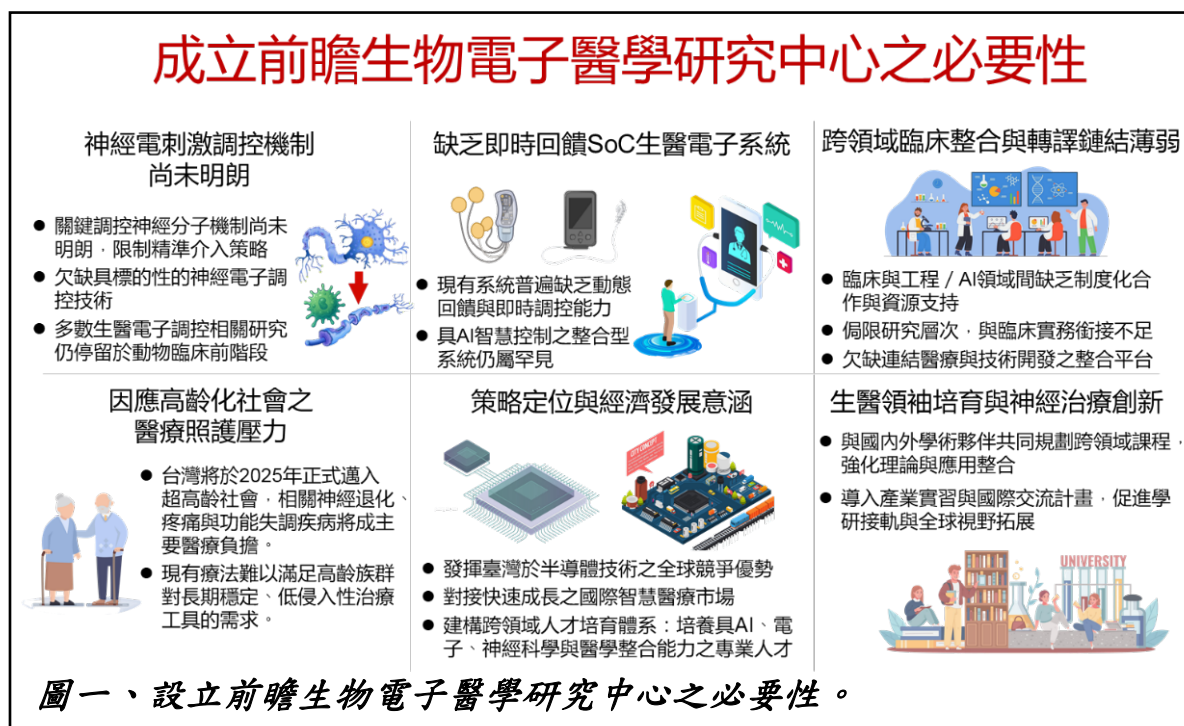 成立前瞻生物電子醫學研究中心之必要性
神經電刺激調控機制
尚未明朗
● 關鍵調控神經分子機制尚未
明朗，限制精準介入策略
● 欠缺具標的性的神經電子調
控技術
● 多數生醫電子調控相關研究
仍停留於動物臨床前階段
缺乏即時回饋SoC生醫電子系統
● 現有系統普遍缺乏動態
回饋與即時調控能力
● 具AI智慧控制之整合型
系統仍屬罕見
跨領域臨床整合與轉譯鏈結薄弱
● 臨床與工程 / AI領域間缺乏制度化合
作與資源支持
● 侷限研究層次，與臨床實務銜接不足
● 欠缺連結醫療與技術開發之整合平台
因應高齡化社會之
醫療照護壓力
● 台灣將於2025年正式邁入
超高齡社會，相關神經退化、
疼痛與功能失調疾病將成主
要醫療負擔。
● 現有療法難以滿足高齡族群
對長期穩定、低侵入性治療
工具的需求。
策略定位與經濟發展意涵
CITY CONCEPT
● 發揮臺灣於半導體技術之全球競爭優勢
● 對接快速成長之國際智慧醫療市場
● 建構跨領域人才培育體系：培養具AI、電
子、神經科學與醫學整合能力之專業人才
生醫領袖培育與神經治療創新
● 與國內外學術夥伴共同規劃跨領域課程，
強化理論與應用整合
● 導入產業實習與國際交流計畫，促進學
研接軌與全球視野拓展
UNIVERSITY
圖一、設立前瞻生物電子醫學研究中心之必要性。